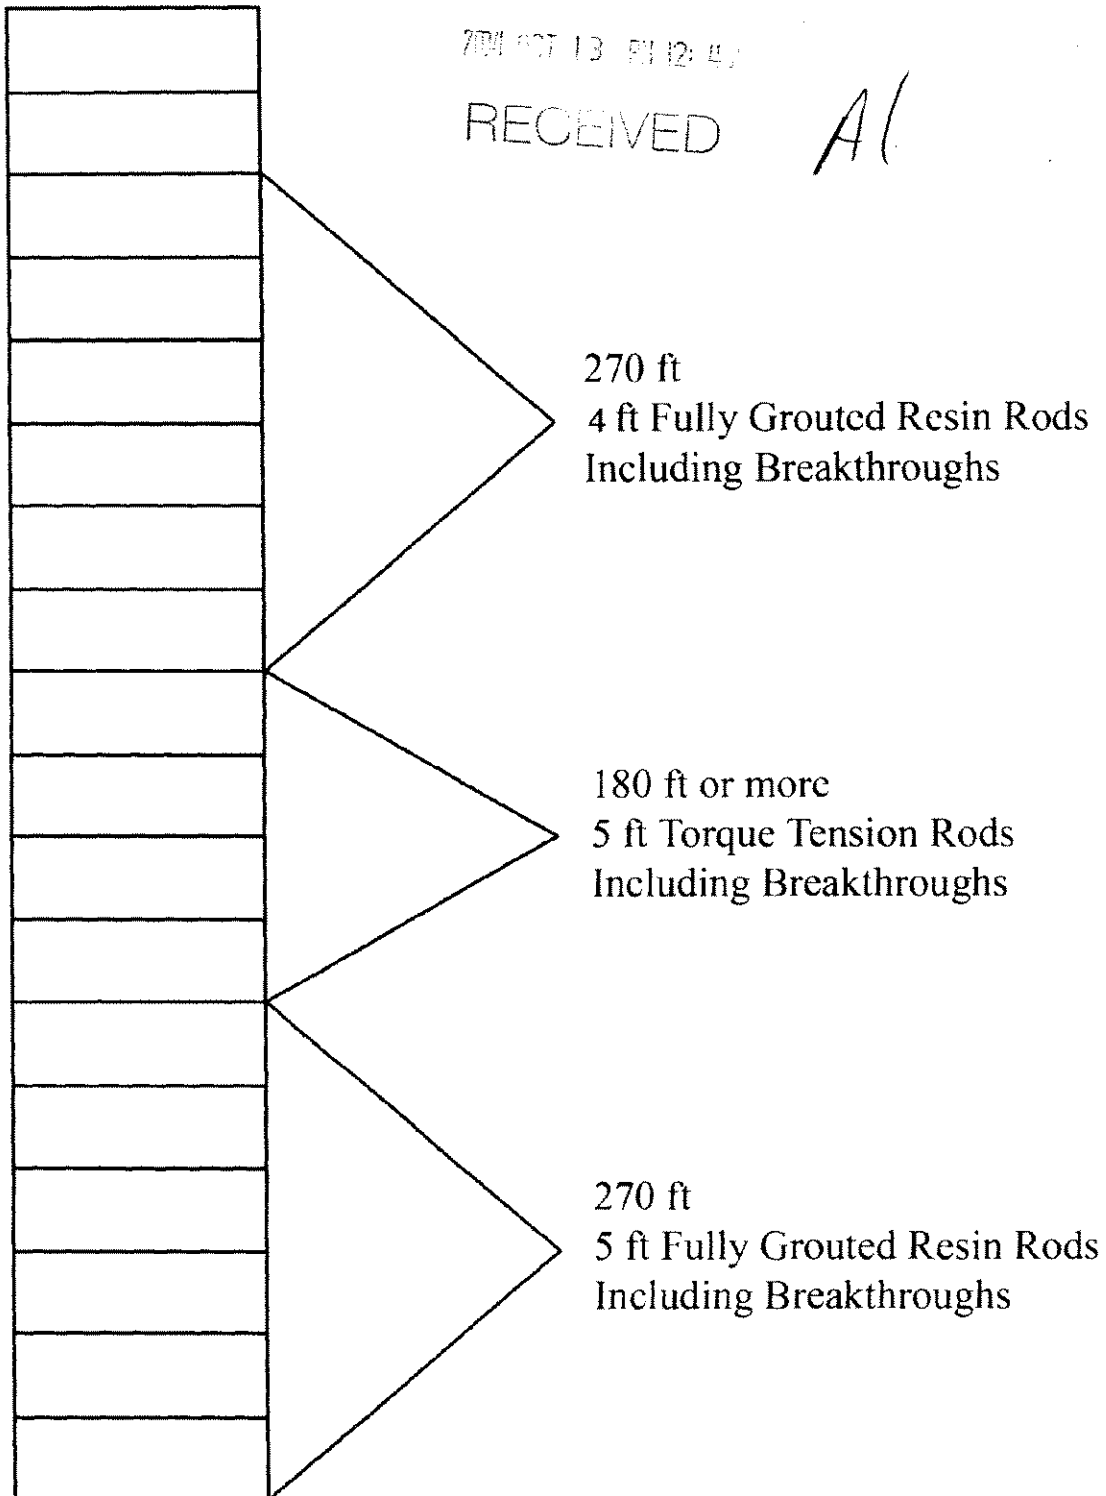 RECEIVED
270 ft
4 ft Fully Grouted Resin Rods
Including Breakthroughs
180 ft or more
5 ft Torque Tension Rods
Including Breakthroughs
270 ft
5 ft Fully Grouted Resin Rods
Including Breakthroughs